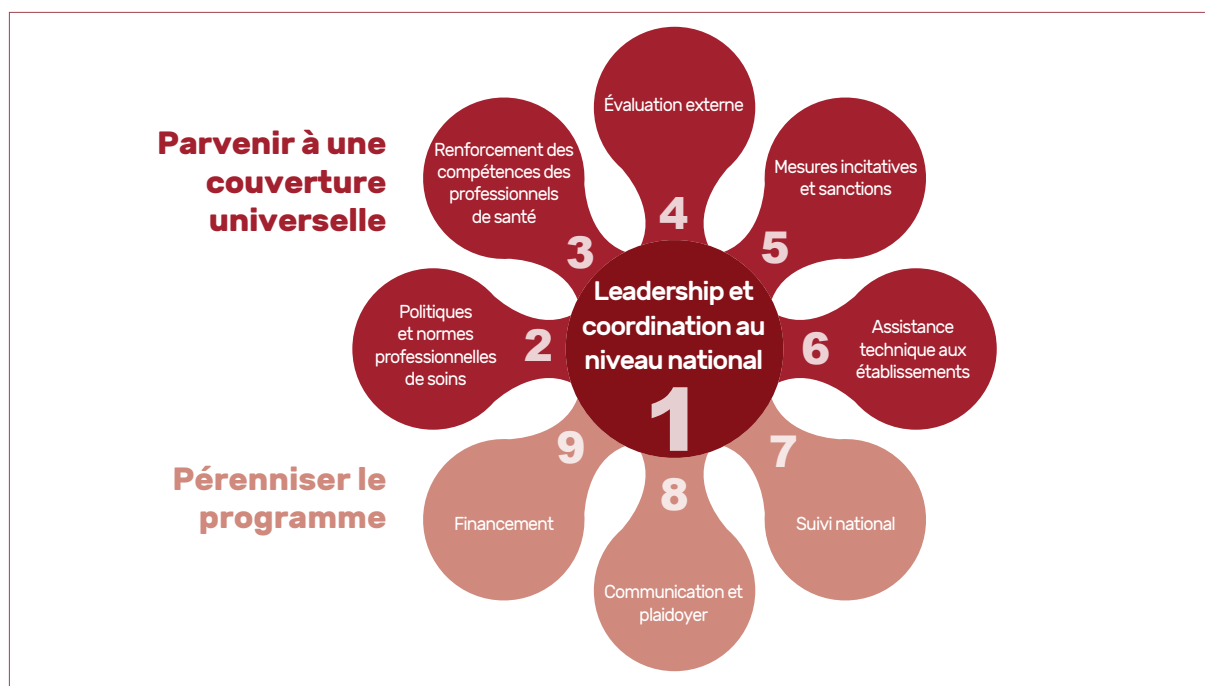 Parvenir à une
couverture
universelle
Pérenniser le
programme
Leadership et
coordination au
niveau national
1
Politiques
et normes
professionnelles
de soins
2
Renforcement des
compétences des
professionnels
de santé
3
Évaluation externe
4
Mesures incitatives
et sanctions
5
Assistance
technique aux
établissements
6
Suivi national
7
Communication et
plaidoyer
8
Financement
9